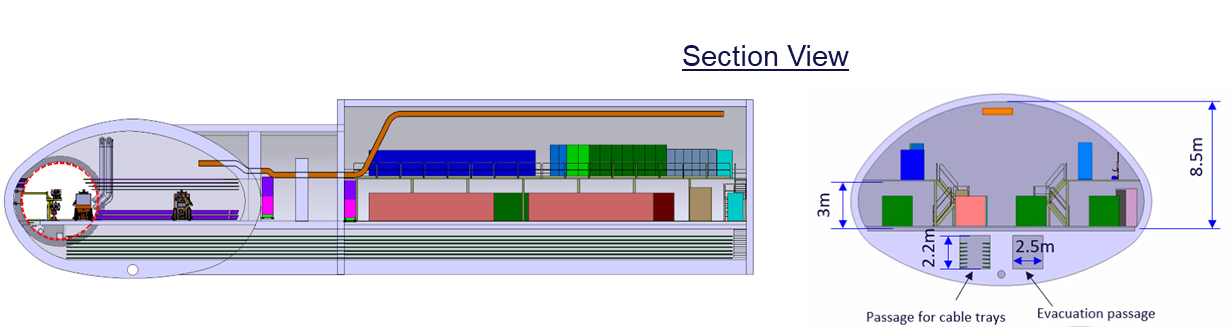 Section View
8.5m
3m
2.2m
2.5m
Passage for cable trays
Evacuation passage